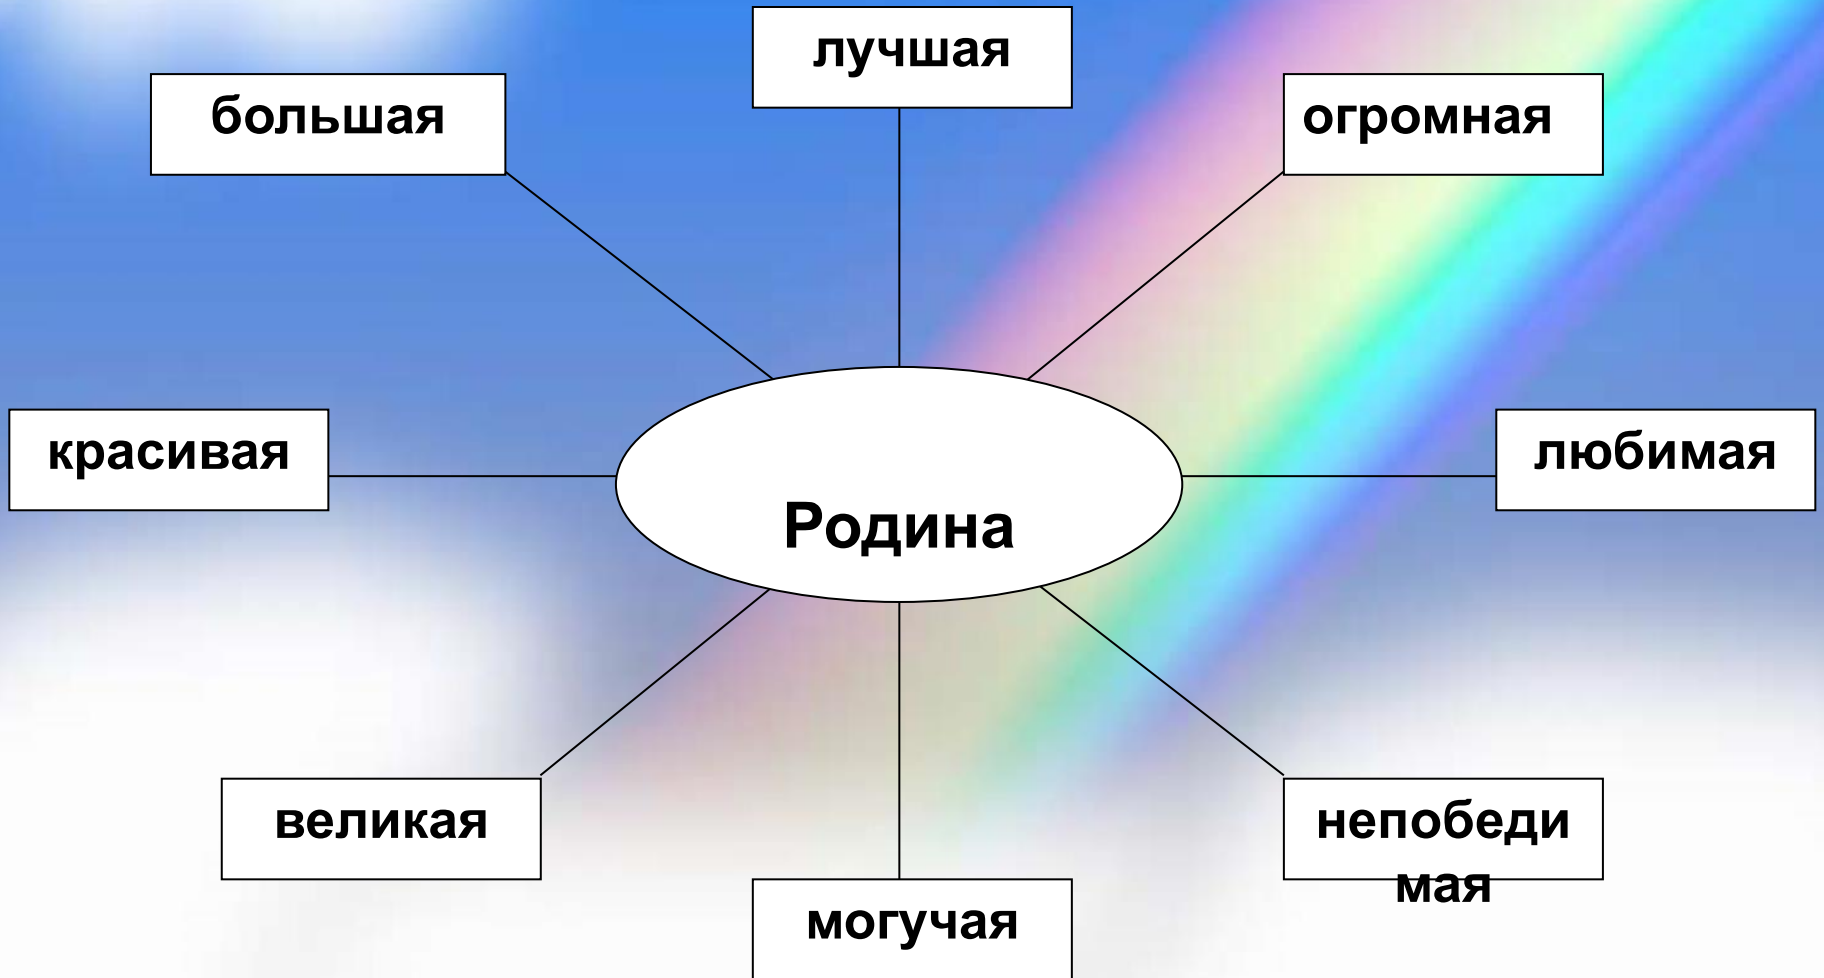 лучшая
большая
огромная
красивая
любимая
Родина
великая
непобеди
мая
могучая